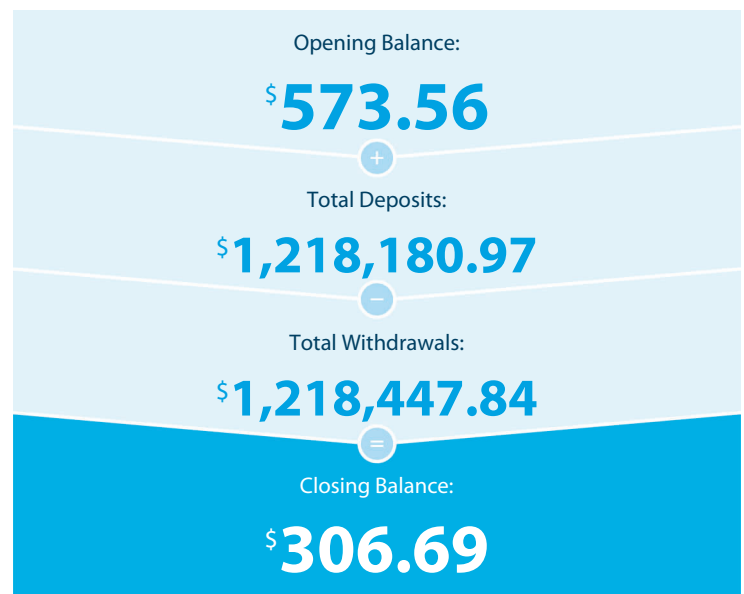 Opening Balance:
$573.56
+
Total Deposits:
$1,218,180.97
−
Total Withdrawals:
$1,218,447.84
=
Closing Balance:
$306.69